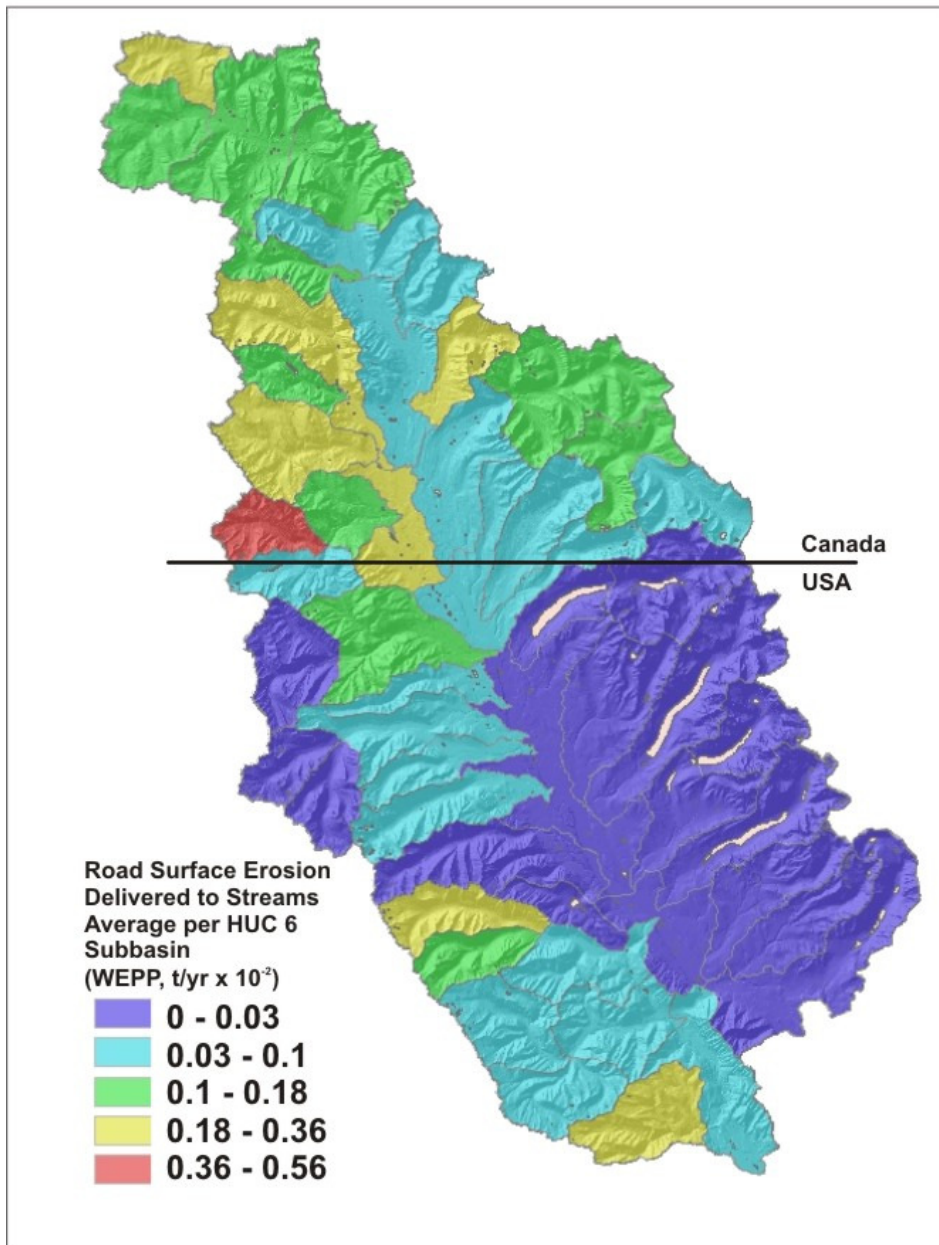 Canada
USA
Road Surface Erosion
Delivered to Streams
Average per HUC 6
Subbasin
(WEPP, t/yr x 10⁻²)
0 - 0.03
0.03 - 0.1
0.1 - 0.18
0.18 - 0.36
0.36 - 0.56